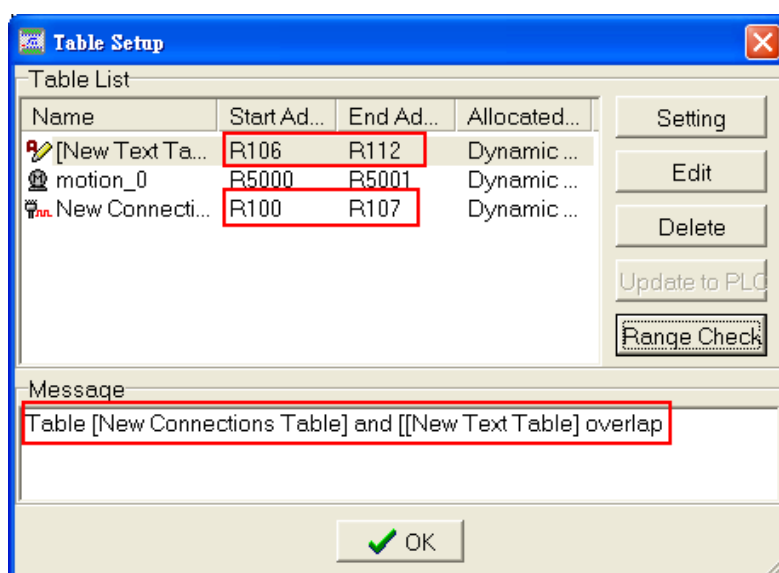 Table Setup
Table List
Name Start Ad... End Ad... Allocated...
[New Text Ta... R106 R112 Dynamic ...
motion_0 R5000 R5001 Dynamic ...
New Connecti... R100 R107 Dynamic ...
Setting
Edit
Delete
Update to PLC
Range Check
Message
Table [New Connections Table] and [[New Text Table] overlap
OK